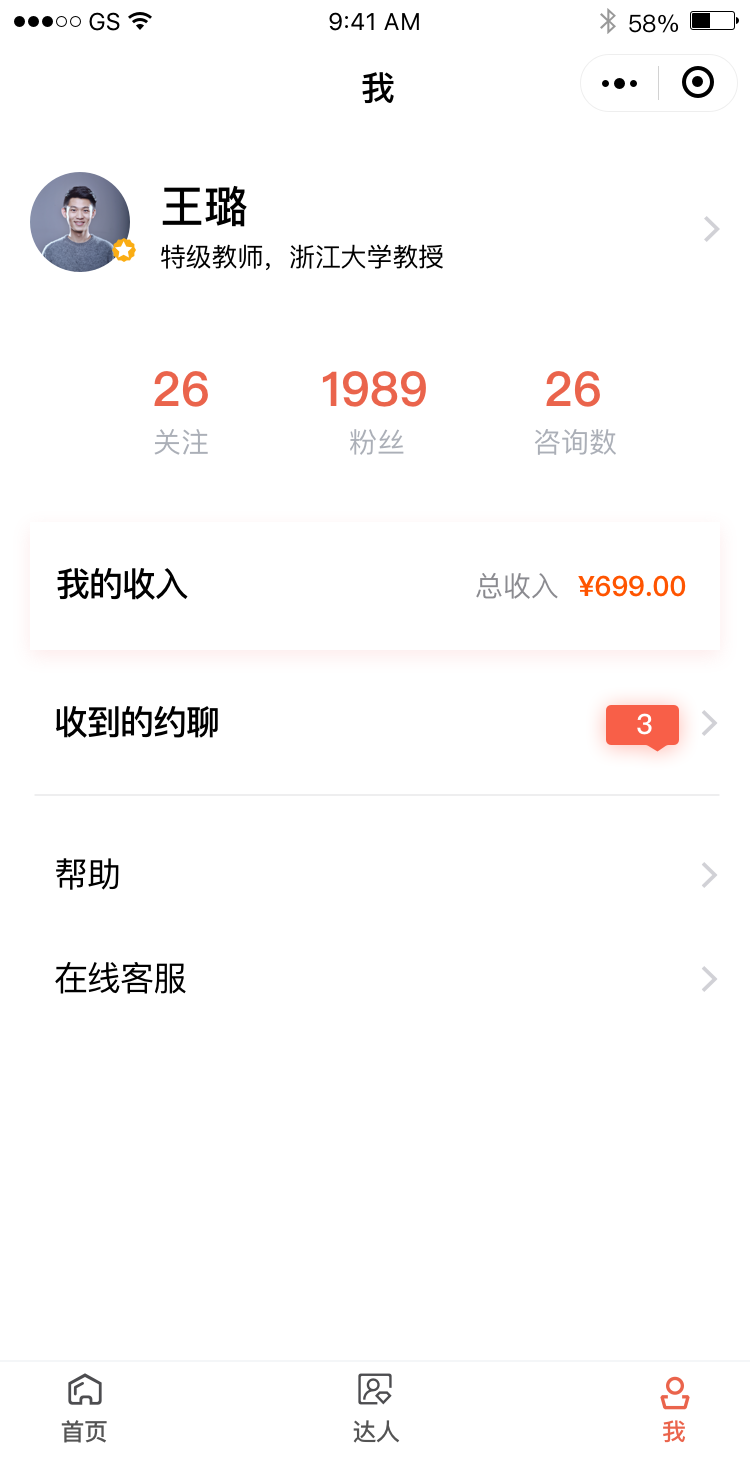 GS 9:41 AM 58%
我
王璐
特级教师，浙江大学教授
26 1989 26
关注 粉丝 咨询数
我的收入 总收入 ¥699.00
收到的约聊 3
帮助
在线客服
首页 达人 我